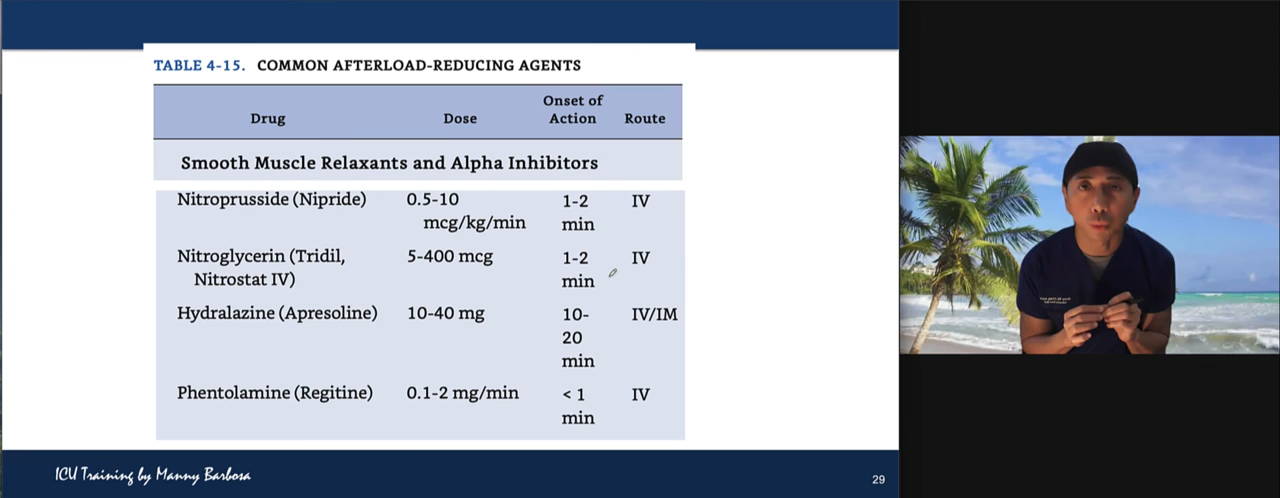 TABLE 4-15. COMMON AFTERLOAD-REDUCING AGENTS
Onset of
Drug Dose Action Route
Smooth Muscle Relaxants and Alpha Inhibitors
Nitroprusside (Nipride) 0.5-10 1-2 IV
mcg/kg/min min
Nitroglycerin (Tridil, 5-400 mcg 1-2 IV
Nitrostat IV) min
Hydralazine (Apresoline) 10-40 mg 10- IV/IM
20
min
Phentolamine (Regitine) 0.1-2 mg/min < 1 IV
min
ICU Training by Manny Barbosa
29